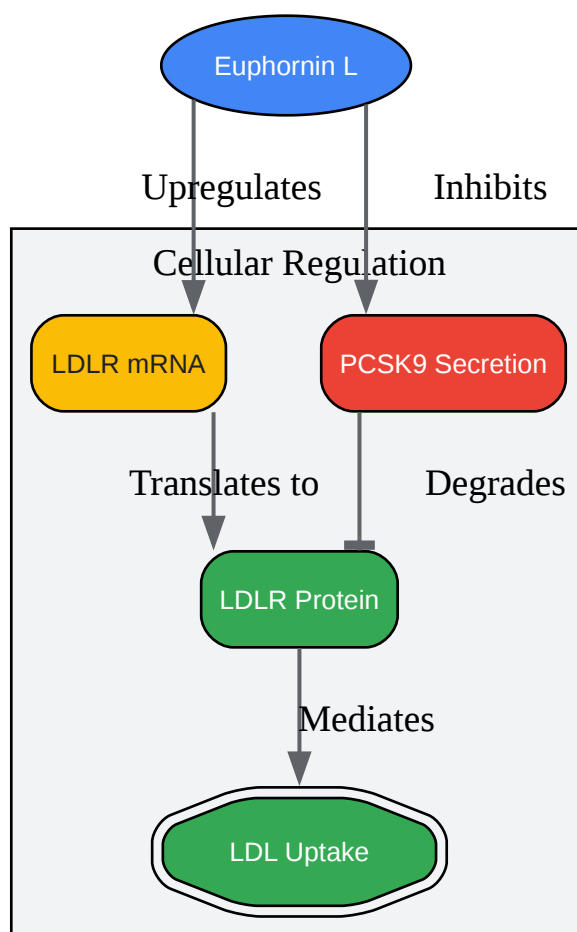 Euphornin L
Upregulates
Inhibits
Cellular Regulation
LDLR mRNA
PCSK9 Secretion
Translates to
Degrades
LDLR Protein
Mediates
LDL Uptake